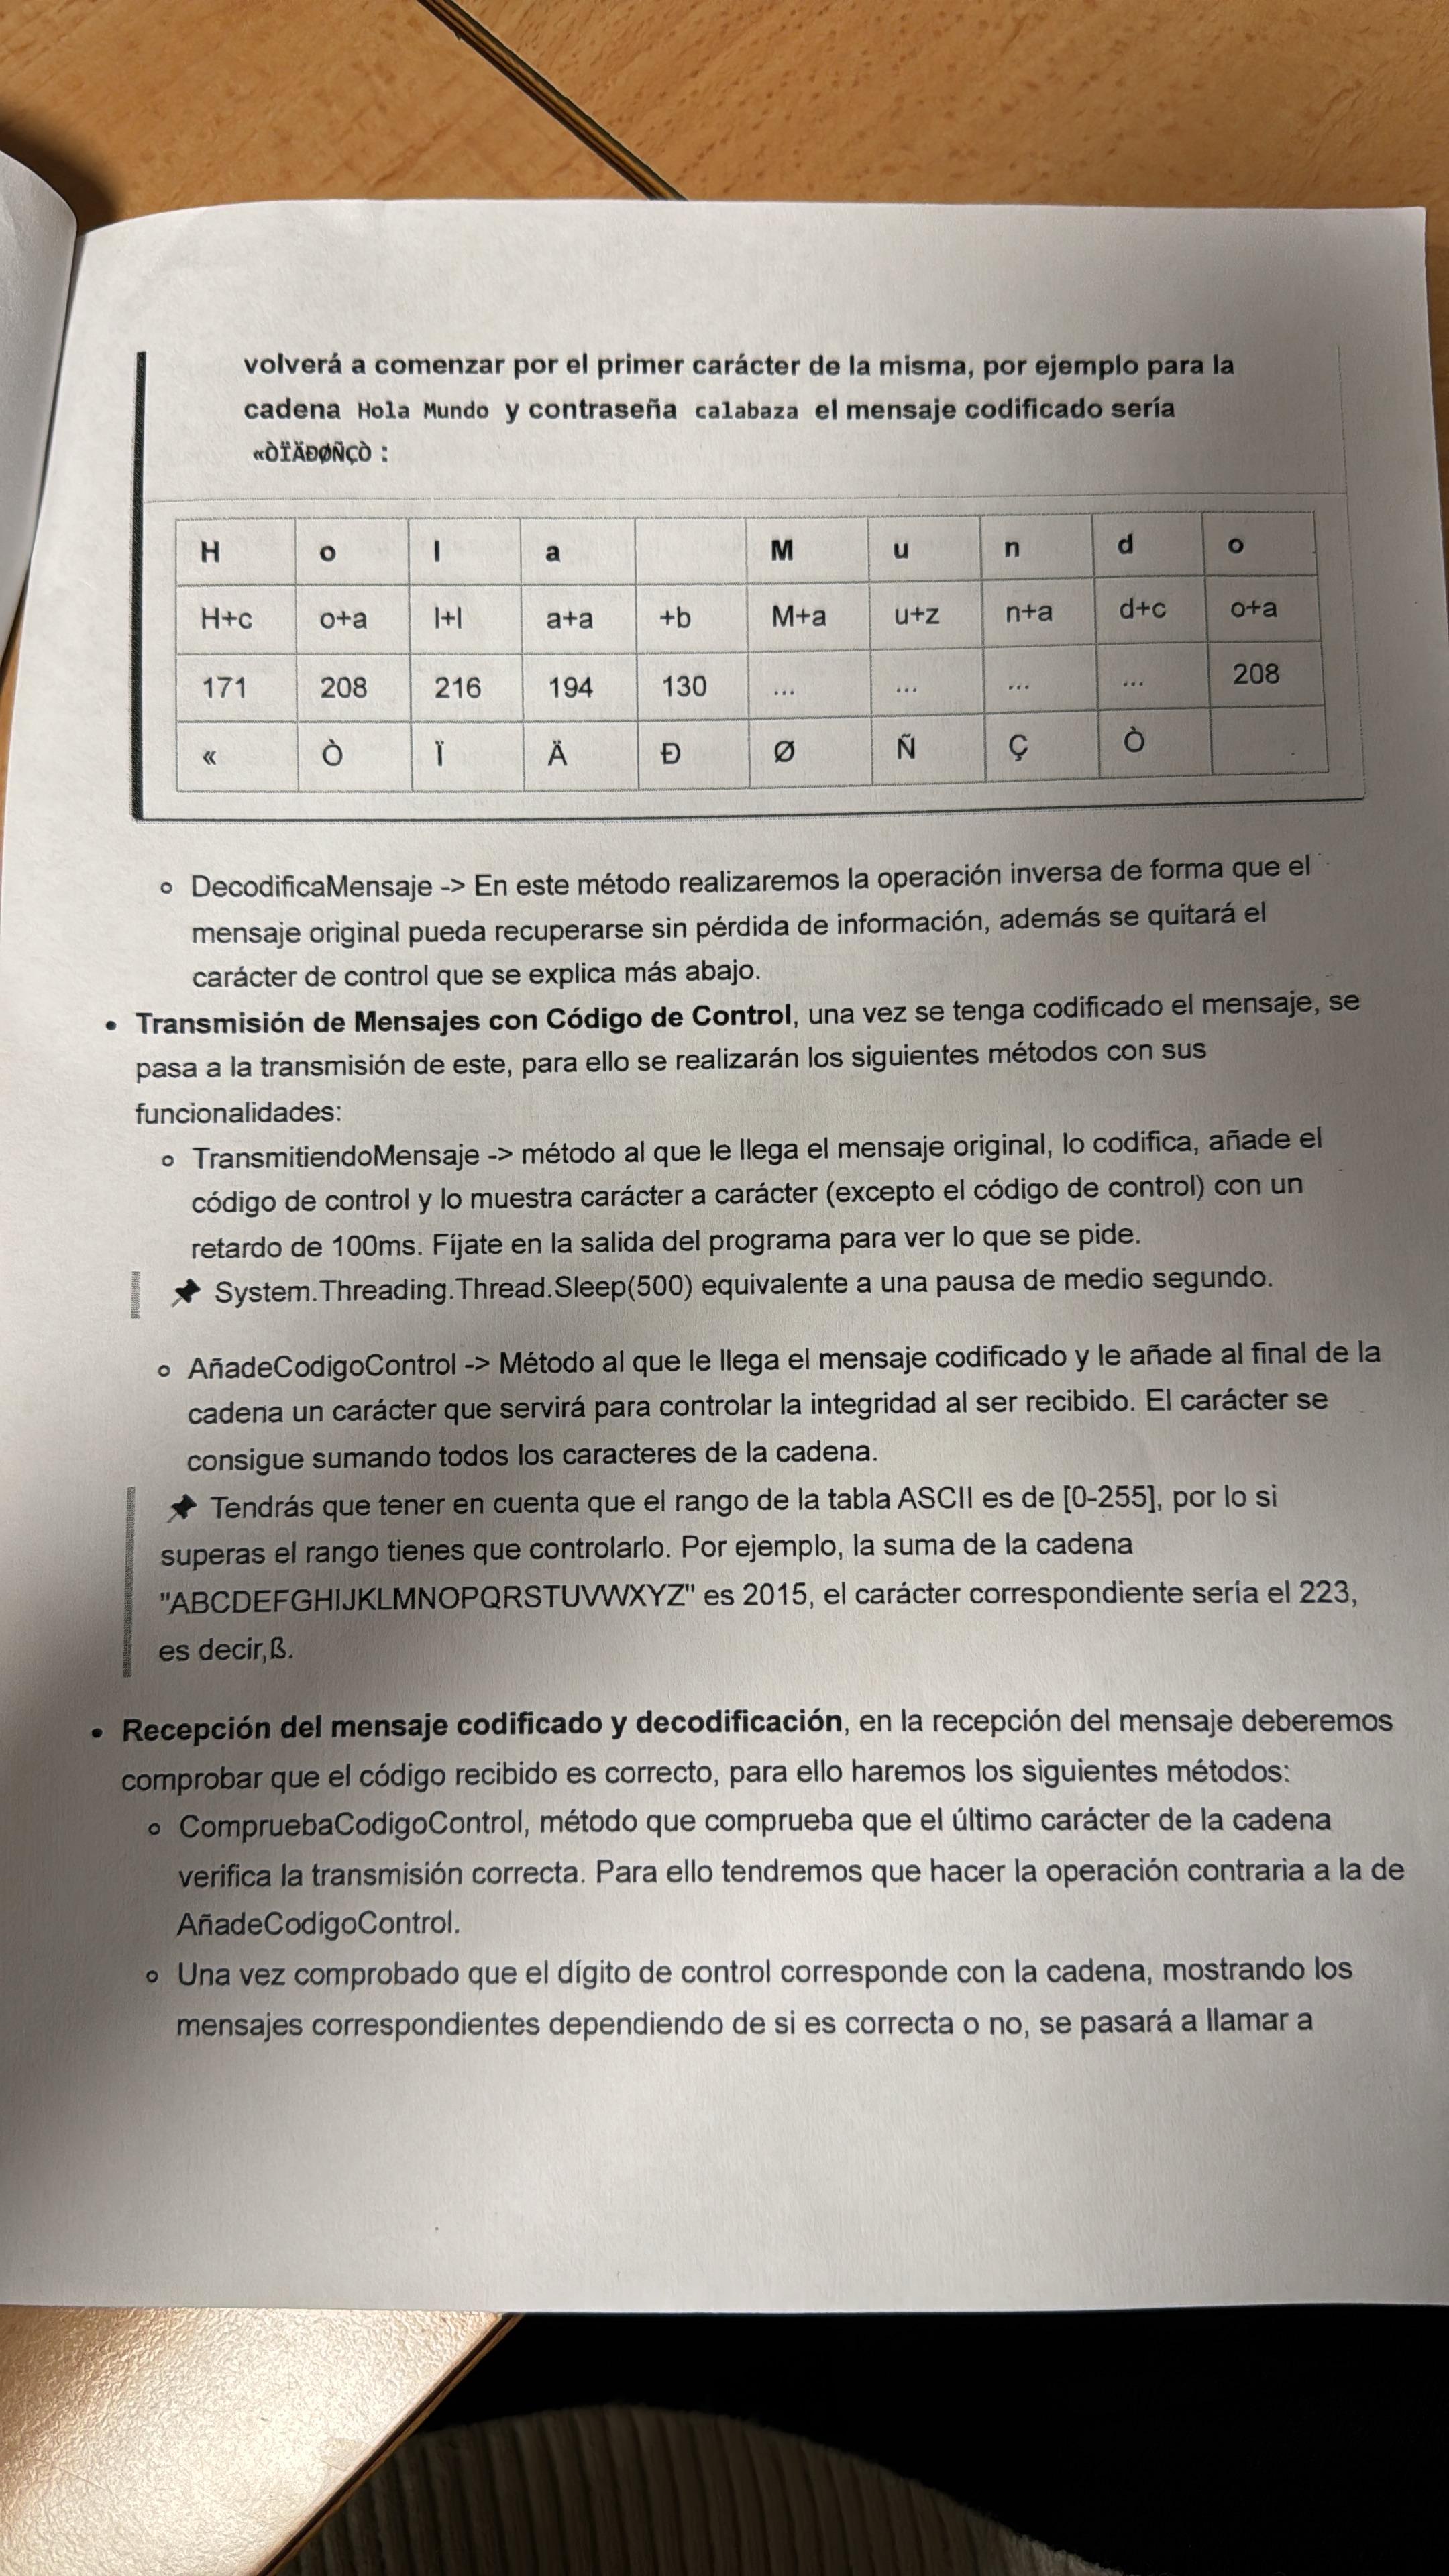 volverá a comenzar por el primer carácter de la misma, por ejemplo para la
cadena Hola Mundo y contraseña calabaza el mensaje codificado sería
«ÒÏÄÐØÑÇÒ :
H o l a M u n d o
H+c o+a l+l a+a +b M+a u+z n+a d+c o+a
171 208 216 194 130 ... ... ... ... 208
« Ò Ï Ä Ð Ø Ñ Ç Ò
DecodificaMensaje -> En este método realizaremos la operación inversa de forma que el
mensaje original pueda recuperarse sin pérdida de información, además se quitará el
carácter de control que se explica más abajo.
Transmisión de Mensajes con Código de Control, una vez se tenga codificado el mensaje, se
pasa a la transmisión de este, para ello se realizarán los siguientes métodos con sus
funcionalidades:
TransmitiendoMensaje -> método al que le llega el mensaje original, lo codifica, añade el
código de control y lo muestra carácter a carácter (excepto el código de control) con un
retardo de 100ms. Fíjate en la salida del programa para ver lo que se pide.
System.Threading.Thread.Sleep(500) equivalente a una pausa de medio segundo.
AñadeCodigoControl -> Método al que le llega el mensaje codificado y le añade al final de la
cadena un carácter que servirá para controlar la integridad al ser recibido. El carácter se
consigue sumando todos los caracteres de la cadena.
Tendrás que tener en cuenta que el rango de la tabla ASCII es de [0-255], por lo si
superas el rango tienes que controlarlo. Por ejemplo, la suma de la cadena
"ABCDEFGHIJKLMNOPQRSTUVWXYZ" es 2015, el carácter correspondiente sería el 223,
es decir,ß.
Recepción del mensaje codificado y decodificación, en la recepción del mensaje deberemos
comprobar que el código recibido es correcto, para ello haremos los siguientes métodos:
CompruebaCodigoControl, método que comprueba que el último carácter de la cadena
verifica la transmisión correcta. Para ello tendremos que hacer la operación contraria a la de
AñadeCodigoControl.
Una vez comprobado que el dígito de control corresponde con la cadena, mostrando los
mensajes correspondientes dependiendo de si es correcta o no, se pasará a llamar a